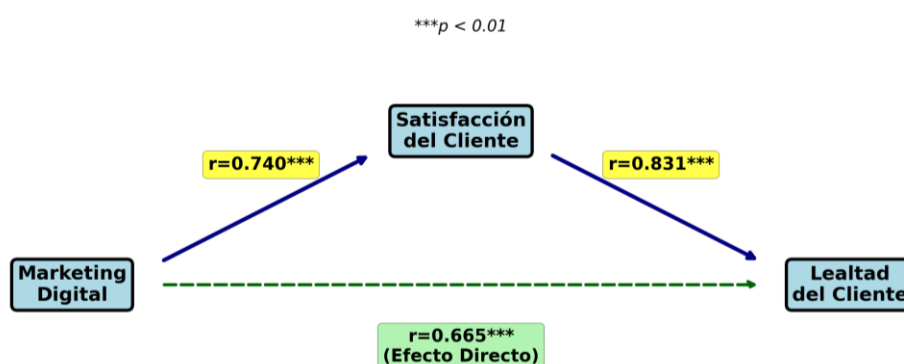 ***p < 0.01
Satisfacción
del Cliente
r=0.740***
r=0.831***
Marketing
Digital
Lealtad
del Cliente
r=0.665***
(Efecto Directo)